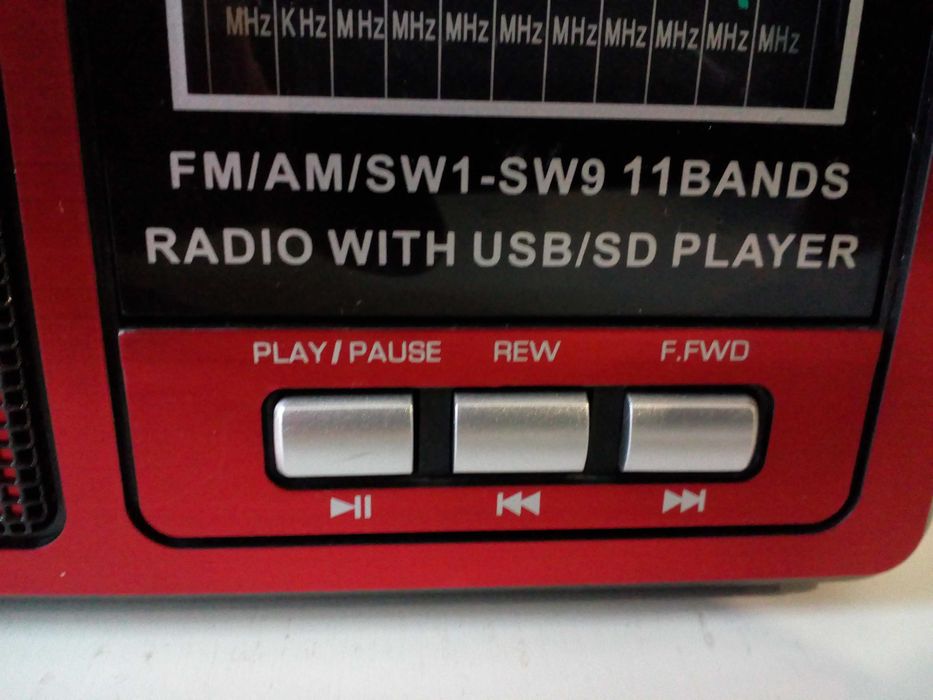 MHz KHz MHz MHz MHz MHz MHz MHz MHz MHz MHz
FM/AM/SW1-SW9 11BANDS
RADIO WITH USB/SD PLAYER
PLAY/PAUSE REW F.FWD